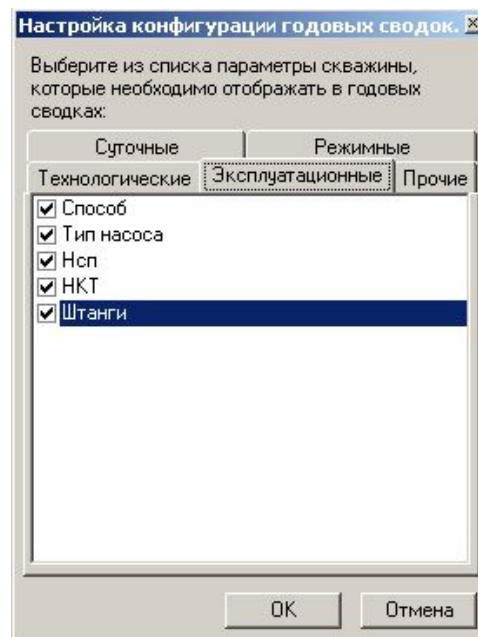 Настройка конфигурации годовых сводок.
Выберите из списка параметры скважины,
которые необходимо отображать в годовых
сводках:
Суточные Режимные
Технологические Эксплуатационные Прочие
Способ
Тип насоса
Нсп
НКТ
Штанги
OK Отмена